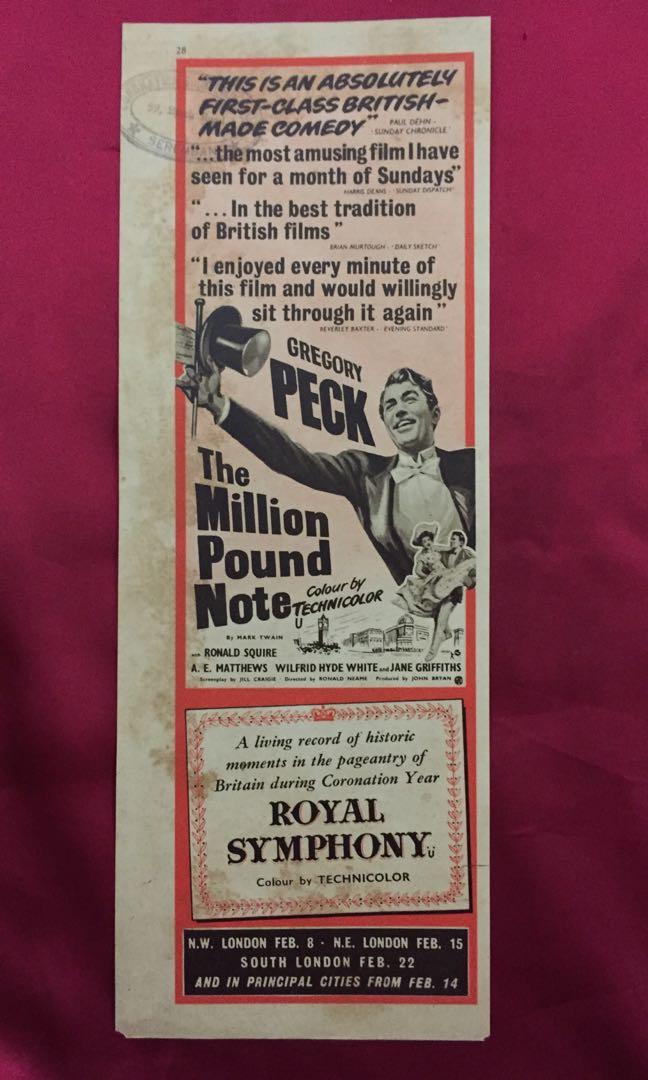 28
"THIS IS AN ABSOLUTELY
FIRST-CLASS BRITISH-
MADE COMEDY"
PAUL DEHN -
'SUNDAY CHRONICLE'
"...the most amusing film I have
seen for a month of Sundays"
HARRIS DEANS - 'SUNDAY DISPATCH'
"... In the best tradition
of British films"
BRIAN MURTOUGH - 'DAILY SKETCH'
"I enjoyed every minute of
this film and would willingly
sit through it again"
BEVERLEY BAXTER - 'EVENING STANDARD'
GREGORY
PECK
The
Million
Pound
Note
Colour by
TECHNICOLOR
U
By MARK TWAIN
with RONALD SQUIRE
A. E. MATTHEWS WILFRID HYDE WHITE and JANE GRIFFITHS
Screenplay by JILL CRAIGIE · Directed by RONALD NEAME · Produced by JOHN BRYAN
A living record of historic
moments in the pageantry of
Britain during Coronation Year
ROYAL
SYMPHONY U
Colour by TECHNICOLOR
N.W. LONDON FEB. 8 · N.E. LONDON FEB. 15
SOUTH LONDON FEB. 22
AND IN PRINCIPAL CITIES FROM FEB. 14